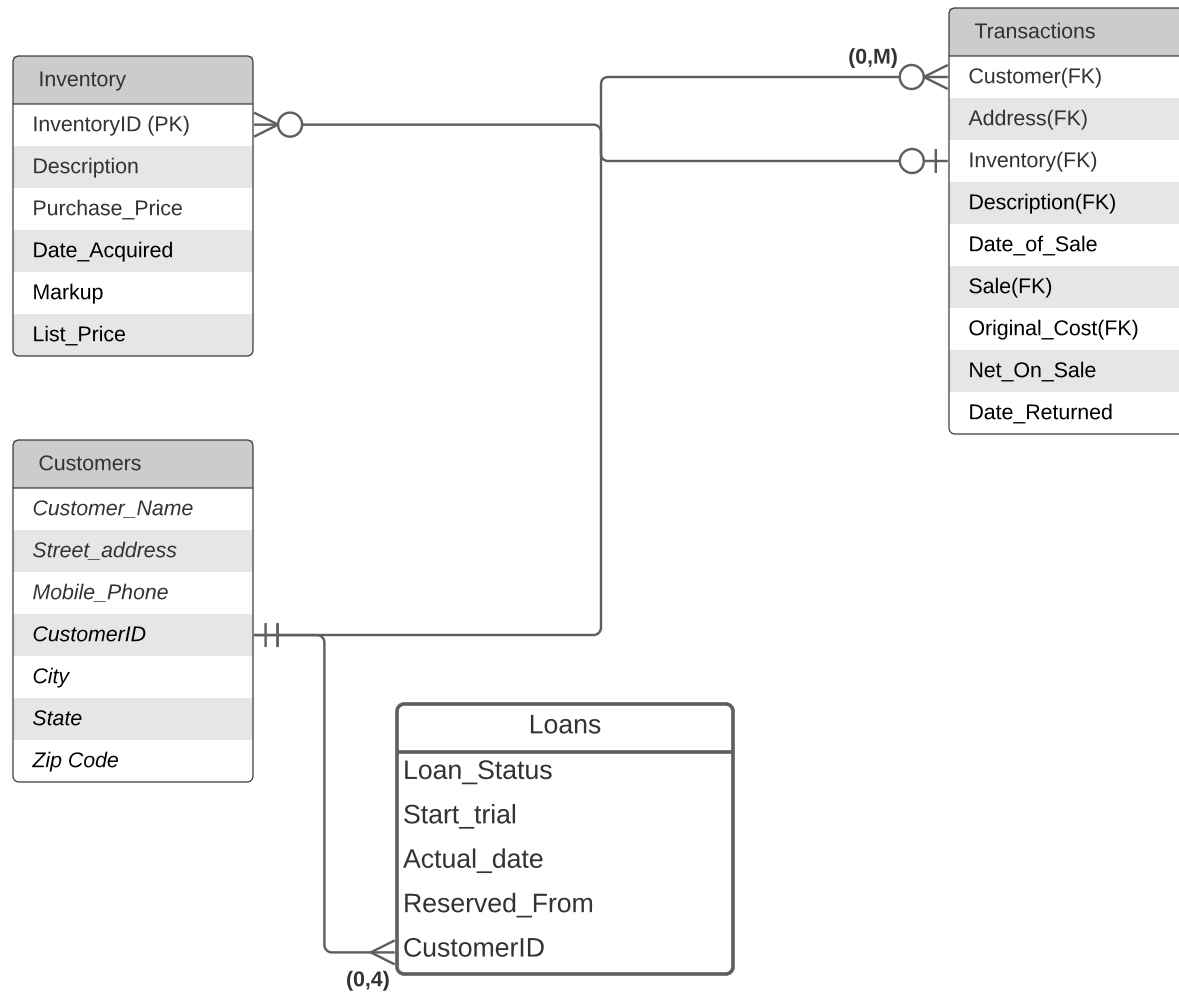 Inventory
InventoryID (PK)
Description
Purchase_Price
Date_Acquired
Markup
List_Price
(0,M)
Transactions
Customer(FK)
Address(FK)
Inventory(FK)
Description(FK)
Date_of_Sale
Sale(FK)
Original_Cost(FK)
Net_On_Sale
Date_Returned
Customers
Customer_Name
Street_address
Mobile_Phone
CustomerID
City
State
Zip Code
Loans
Loan_Status
Start_trial
Actual_date
Reserved_From
CustomerID
(0,4)